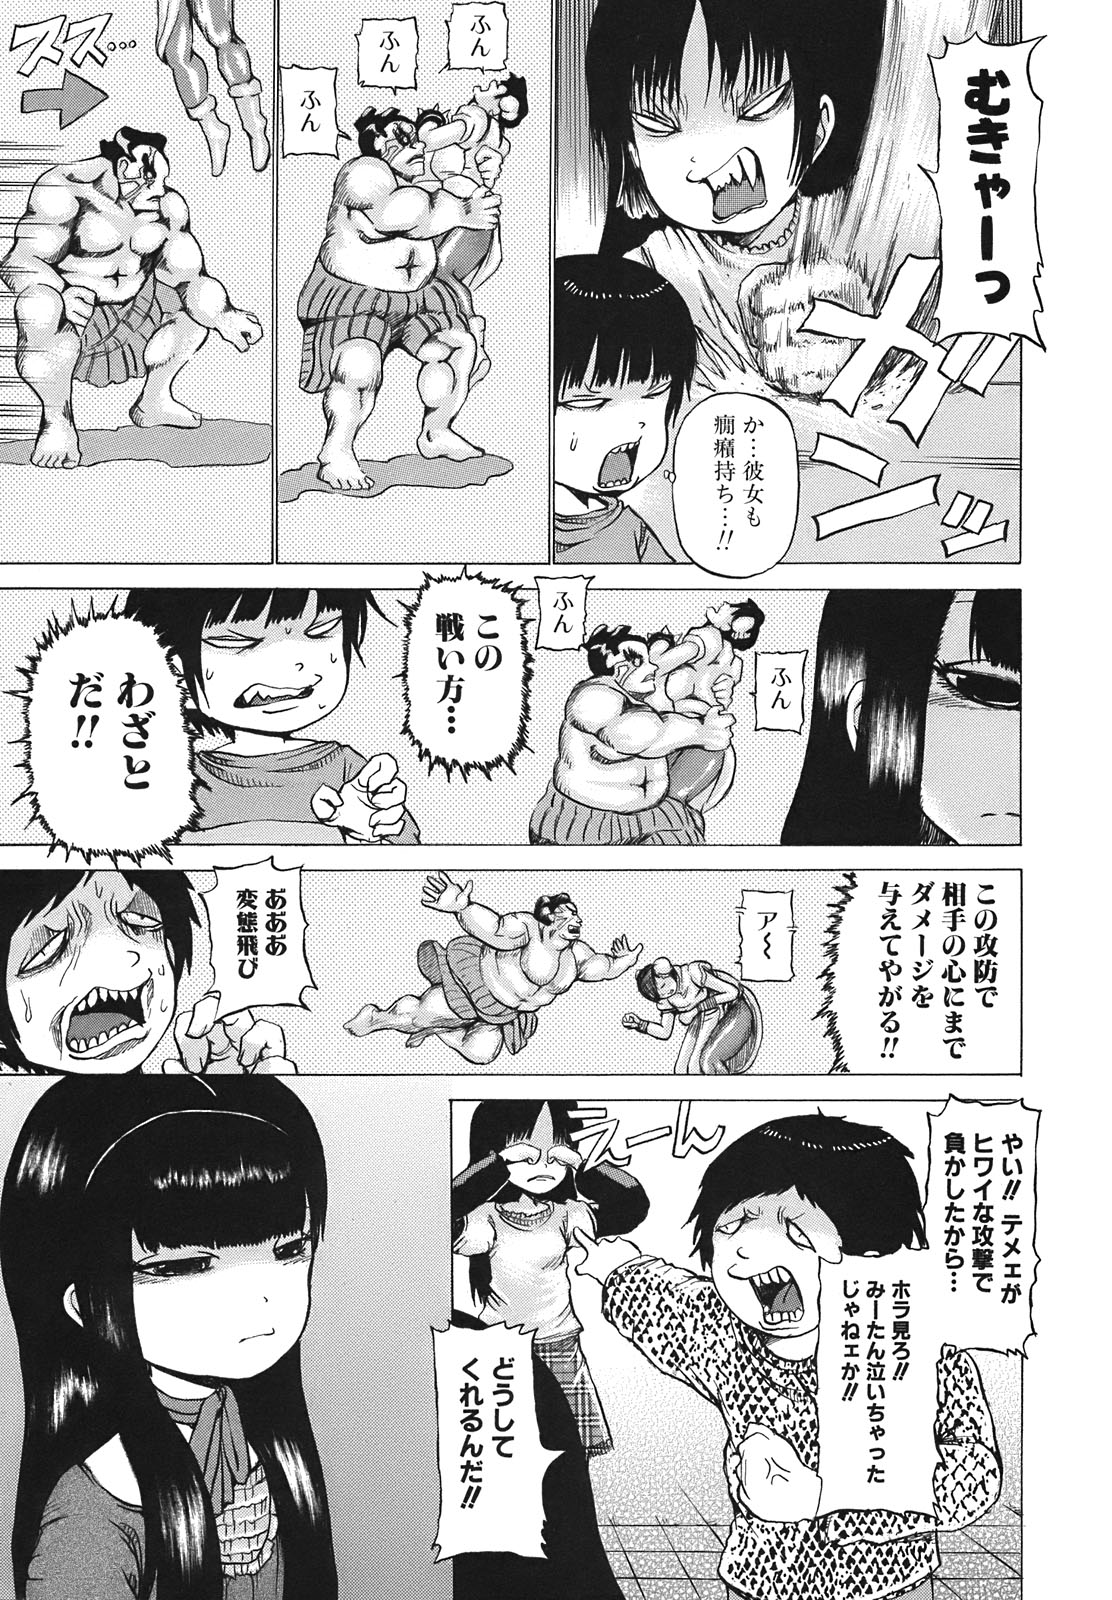 むきゃーっ
ガンッ
か…彼女も
癇癪持ち…!!
ふん
ふん
ふん
スス…
ふん
ふん
この
戦い方…
わざと
だ!!
この攻防で
相手の心にまで
ダメージを
与えてやがる!!
ア〜
あ゛あ゛あ゛
変態飛び
やい!!テメェが
ヒワイな攻撃で
負かしたから…
ホラ見ろ!!
みーたん泣いちゃった
じゃねェか!!
うえーん
どうして
くれるんだ!!